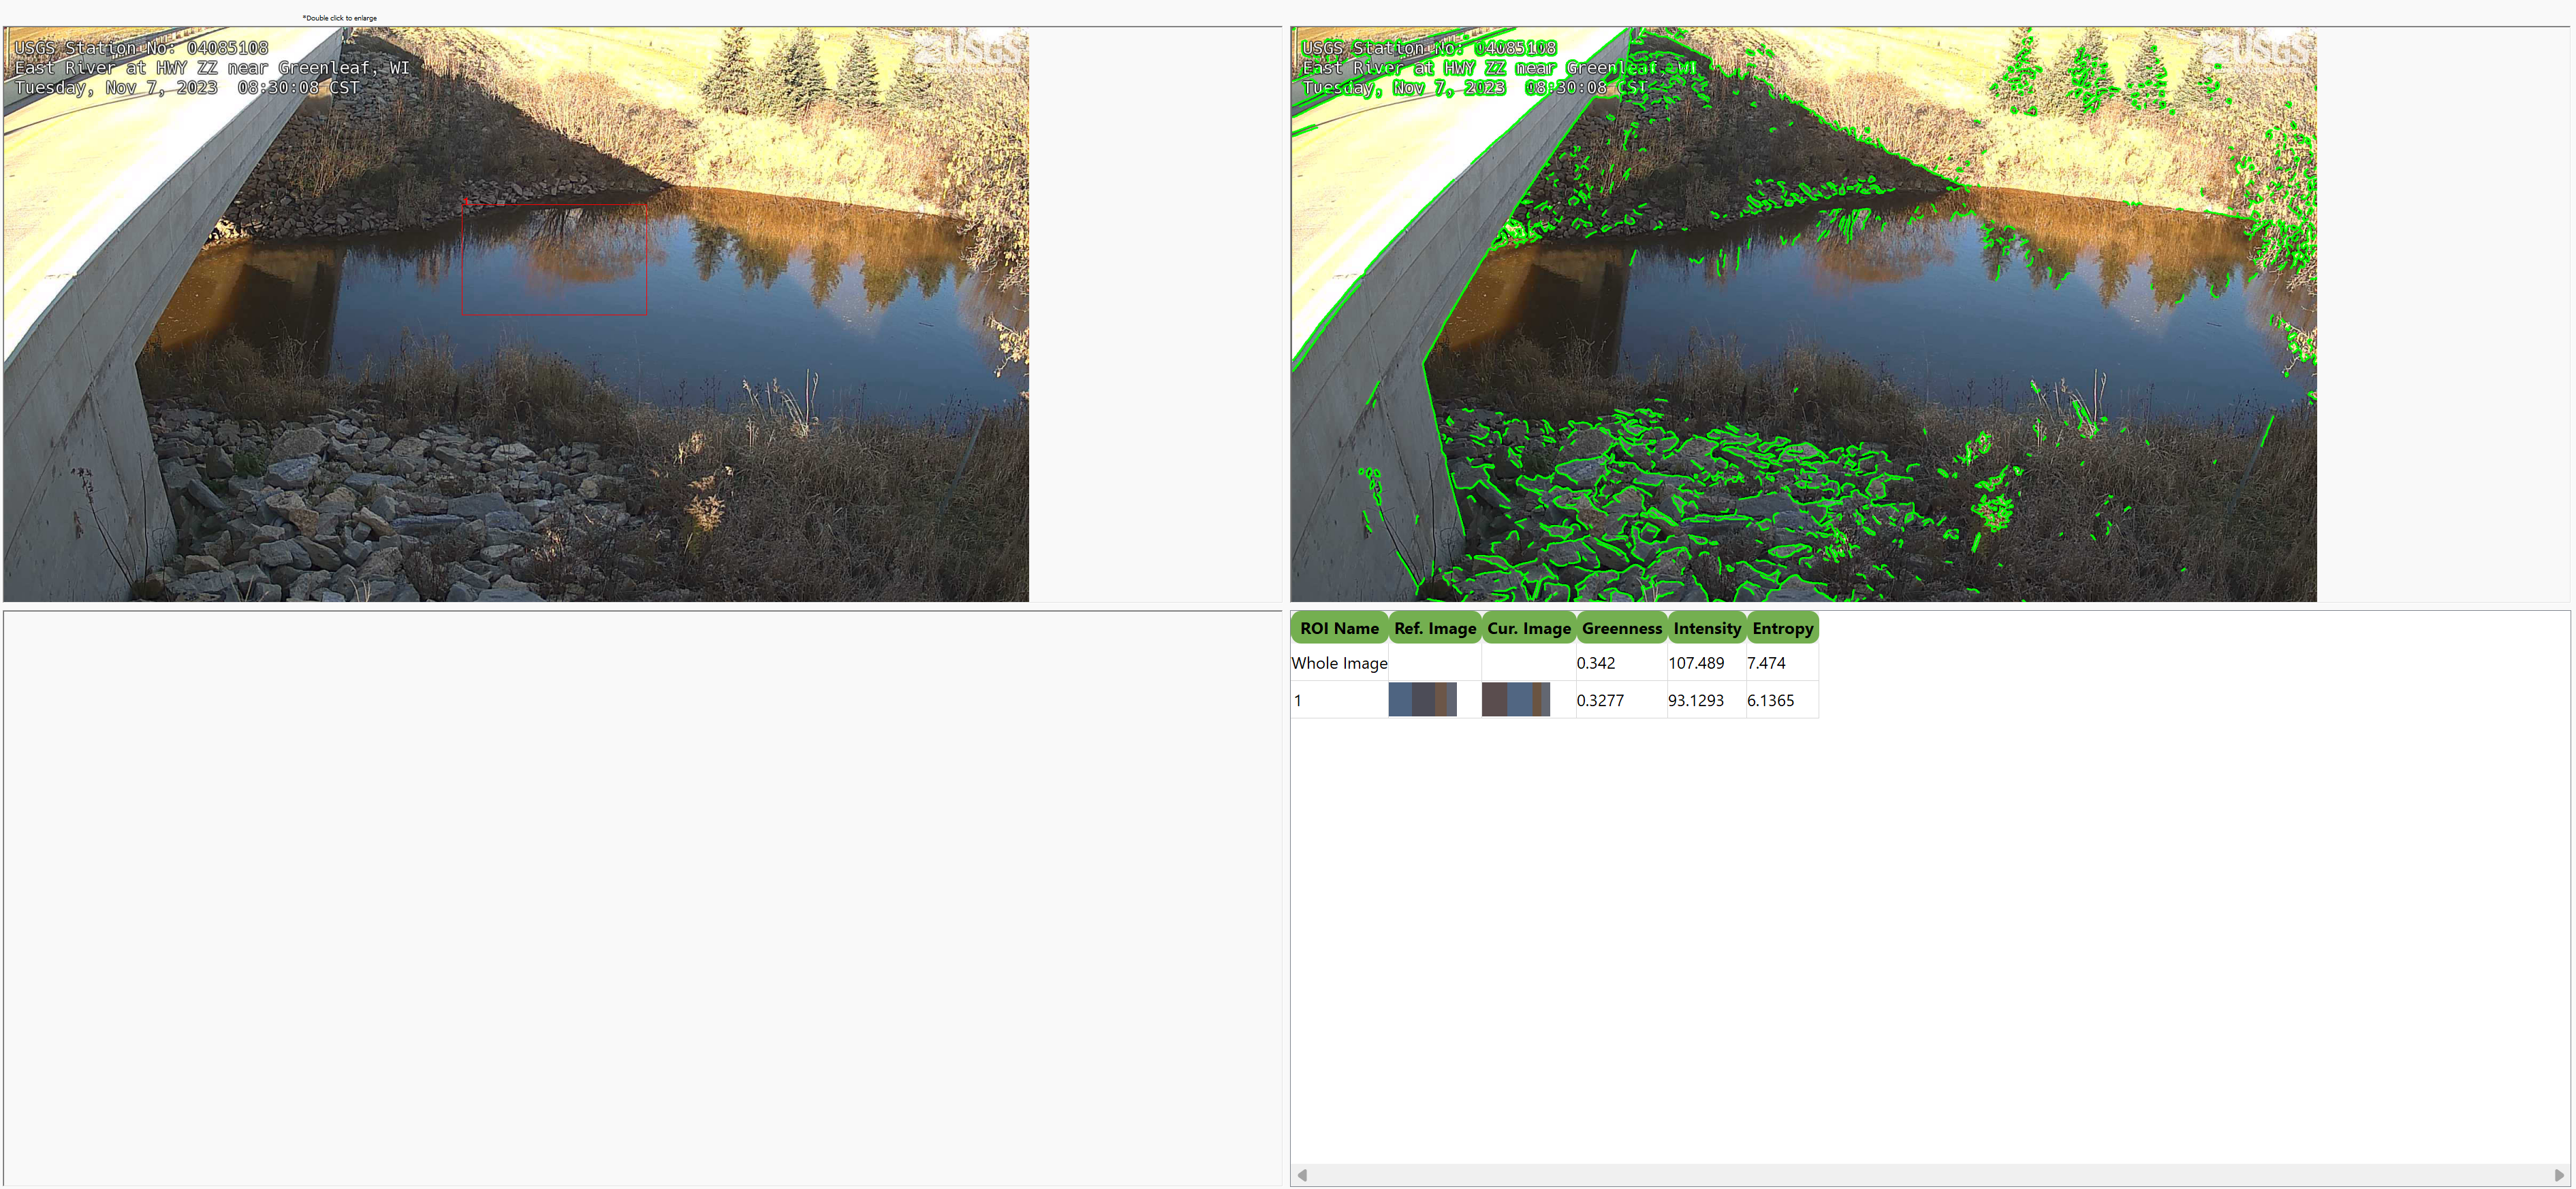 *Double click to enlarge
USGS Station No: 04085108
East River at HWY ZZ near Greenleaf, WI
Tuesday, Nov 7, 2023  08:30:08 CST
USGS
USGS Station No: 04085108
East River at HWY ZZ near Greenleaf, WI
Tuesday, Nov 7, 2023  08:30:08 CST
USGS
ROI Name Ref. Image Cur. Image Greenness Intensity Entropy
Whole Image 0.342 107.489 7.474
1 0.3277 93.1293 6.1365